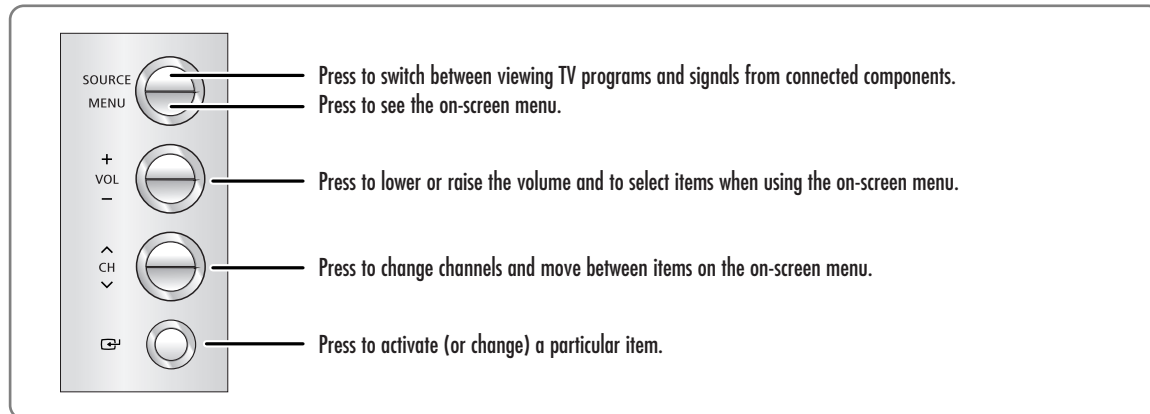 SOURCE
MENU
Press to switch between viewing TV programs and signals from connected components.
Press to see the on-screen menu.
+
VOL
−
Press to lower or raise the volume and to select items when using the on-screen menu.
CH
Press to change channels and move between items on the on-screen menu.
Press to activate (or change) a particular item.